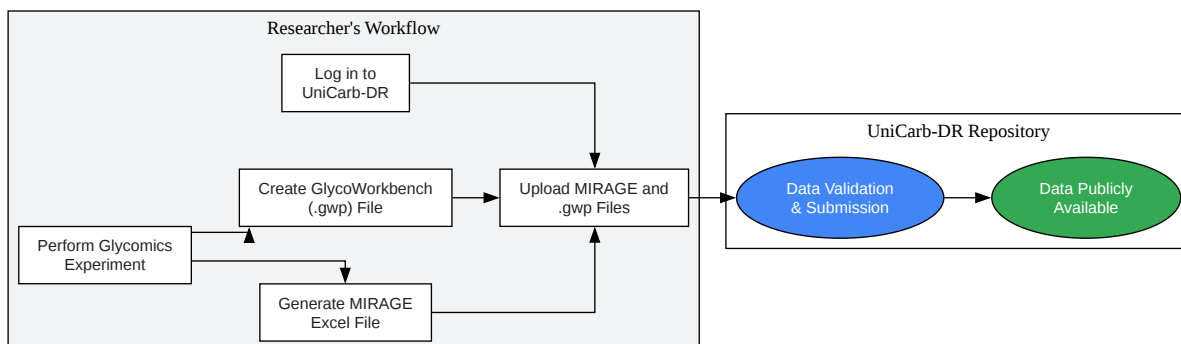 Researcher's Workflow
Log in to
UniCarb-DR
Create GlycoWorkbench
(.gwp) File
Perform Glycomics
Experiment
Generate MIRAGE
Excel File
Upload MIRAGE and
.gwp Files
UniCarb-DR Repository
Data Validation
& Submission
Data Publicly
Available